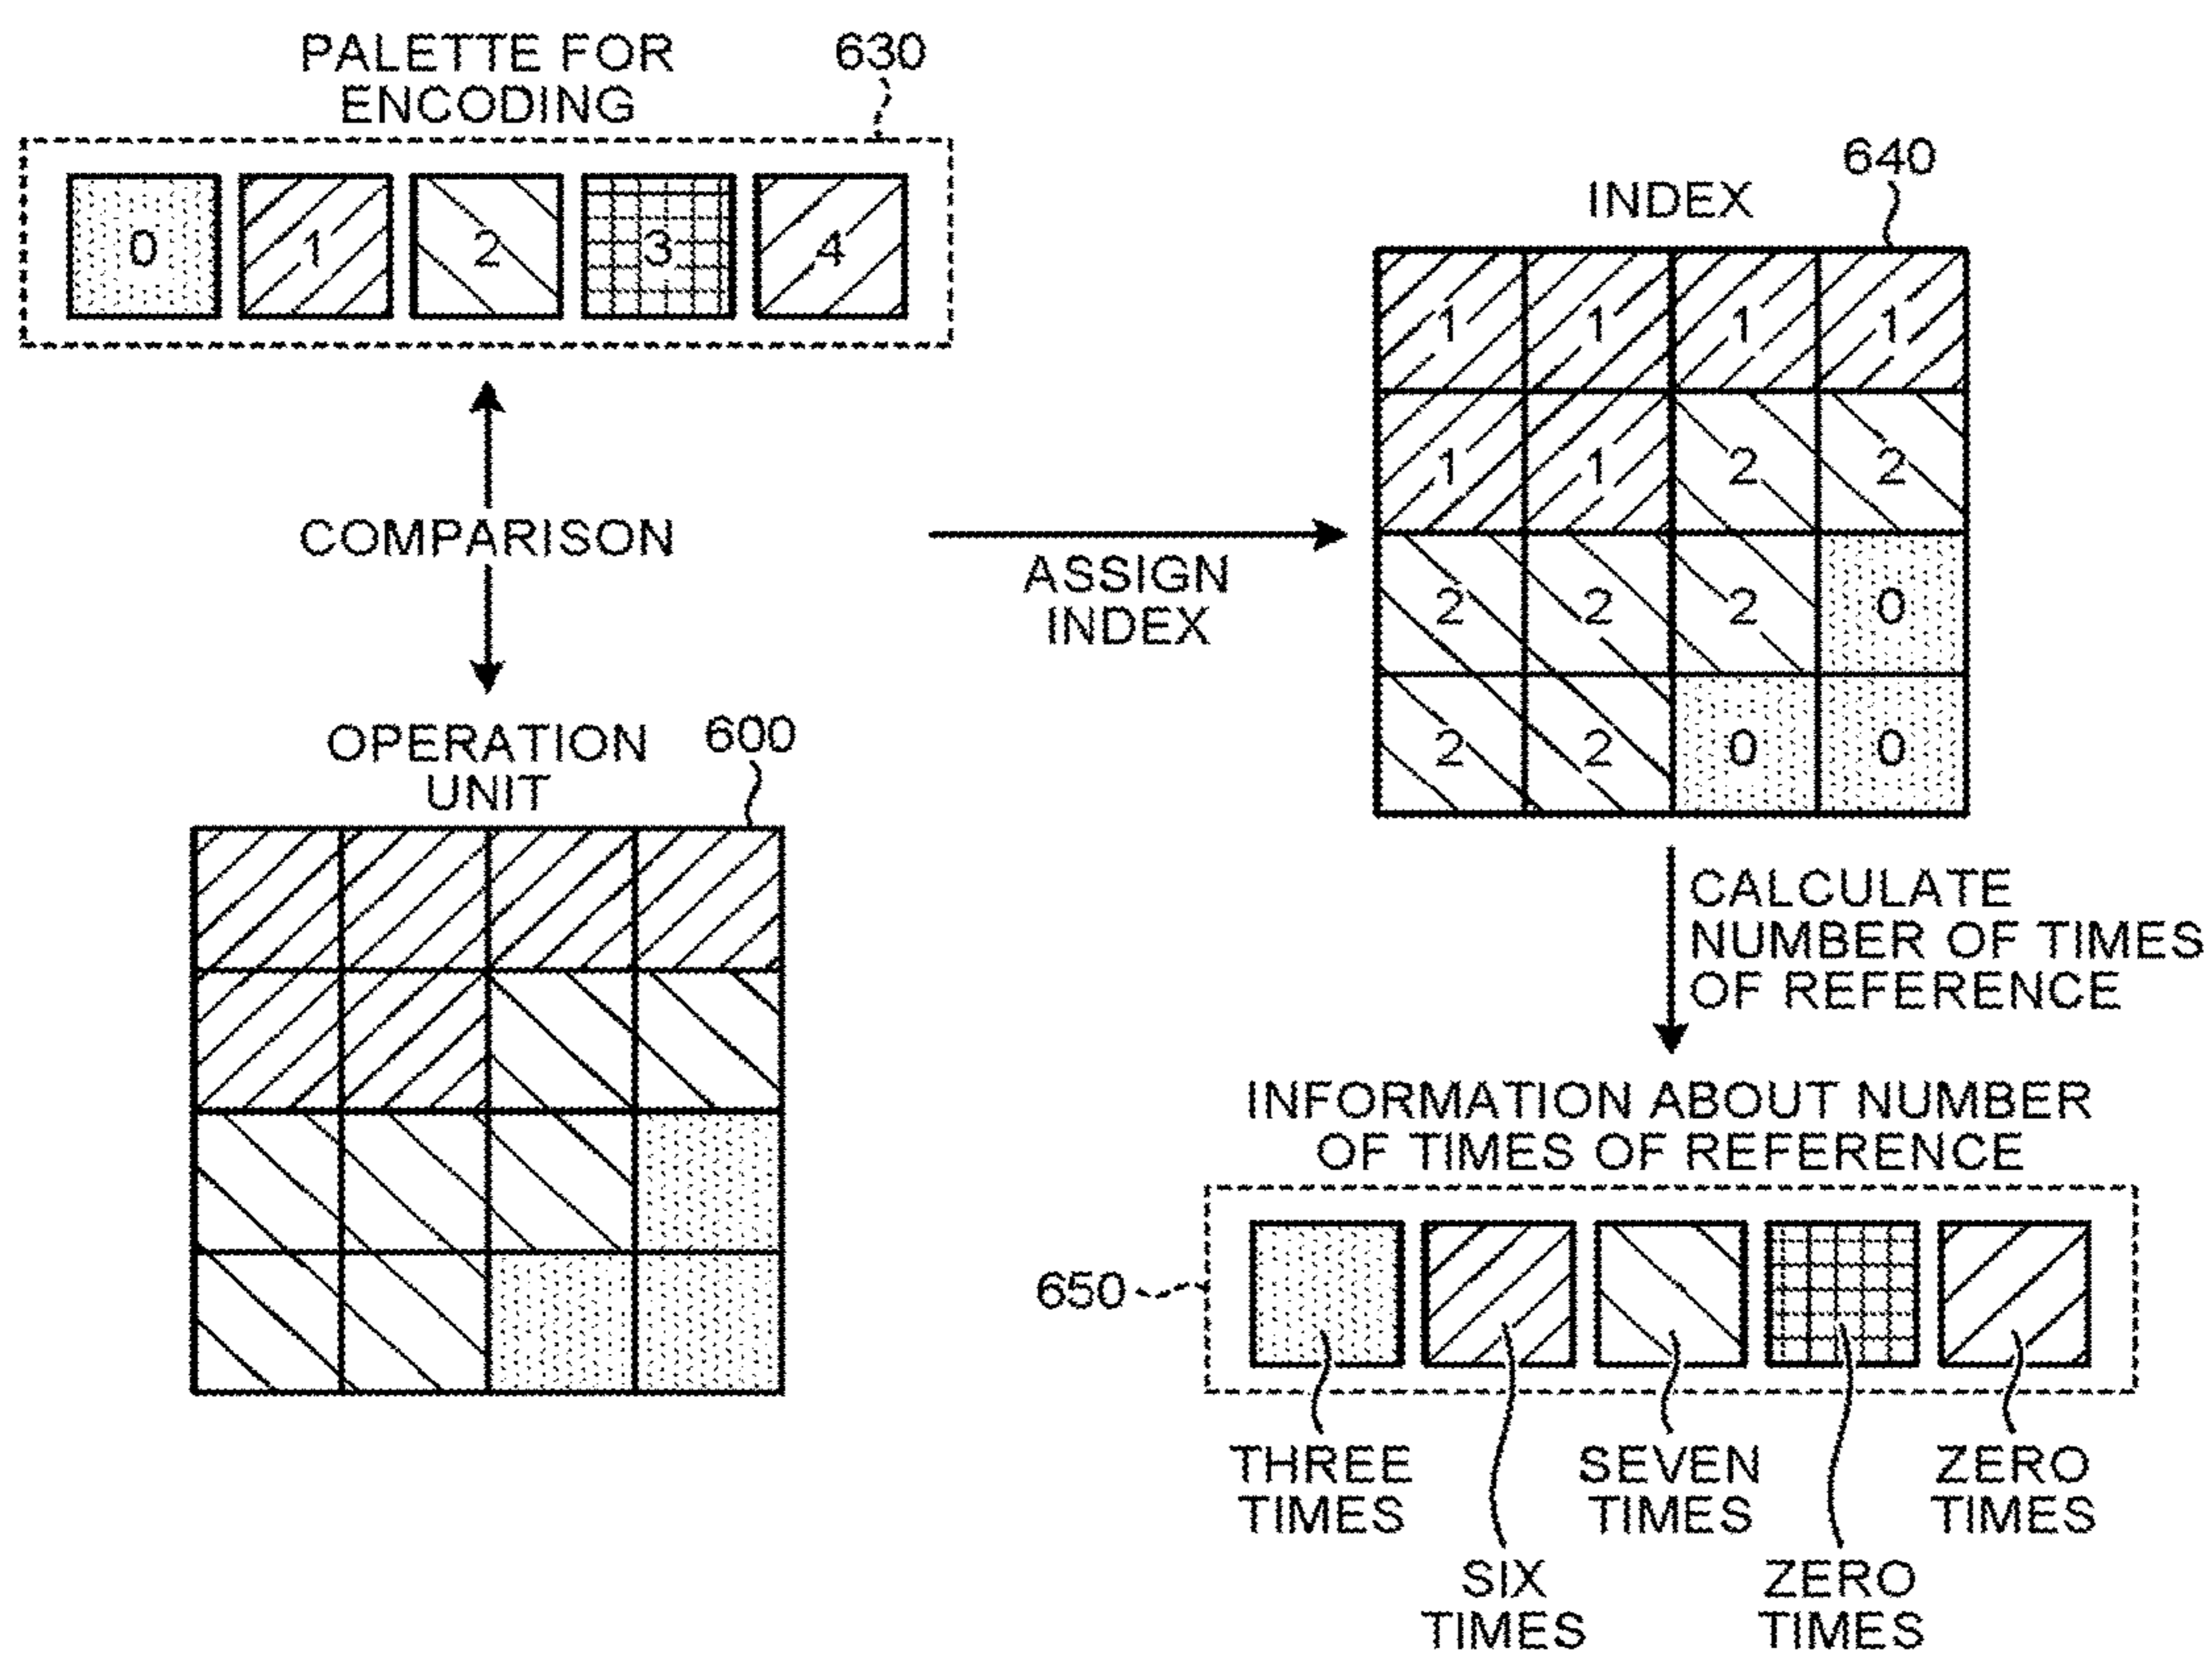 PALETTE FOR
ENCODING
630
0 1 2 3 4
COMPARISON
OPERATION
UNIT
600
ASSIGN
INDEX
INDEX
640
1 1 1 1
1 1 2 2
2 2 2 0
2 2 0 0
CALCULATE
NUMBER OF TIMES
OF REFERENCE
INFORMATION ABOUT NUMBER
OF TIMES OF REFERENCE
650
THREE
TIMES
SIX
TIMES
SEVEN
TIMES
ZERO
TIMES
ZERO
TIMES